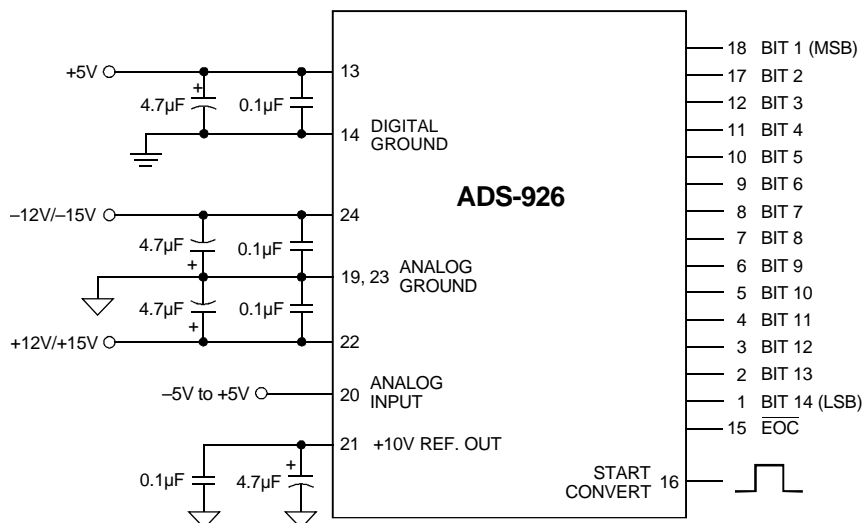 +5V
+
4.7µF
0.1µF
13
14 DIGITAL
GROUND
–12V/–15V
24
4.7µF
0.1µF
+
19, 23 ANALOG
GROUND
4.7µF
0.1µF
+
+12V/+15V
22
–5V to +5V
20 ANALOG
INPUT
21 +10V REF. OUT
+
0.1µF
4.7µF
ADS-926
18 BIT 1 (MSB)
17 BIT 2
12 BIT 3
11 BIT 4
10 BIT 5
9 BIT 6
8 BIT 7
7 BIT 8
6 BIT 9
5 BIT 10
4 BIT 11
3 BIT 12
2 BIT 13
1 BIT 14 (LSB)
15 E̅O̅C̅
START
CONVERT 16